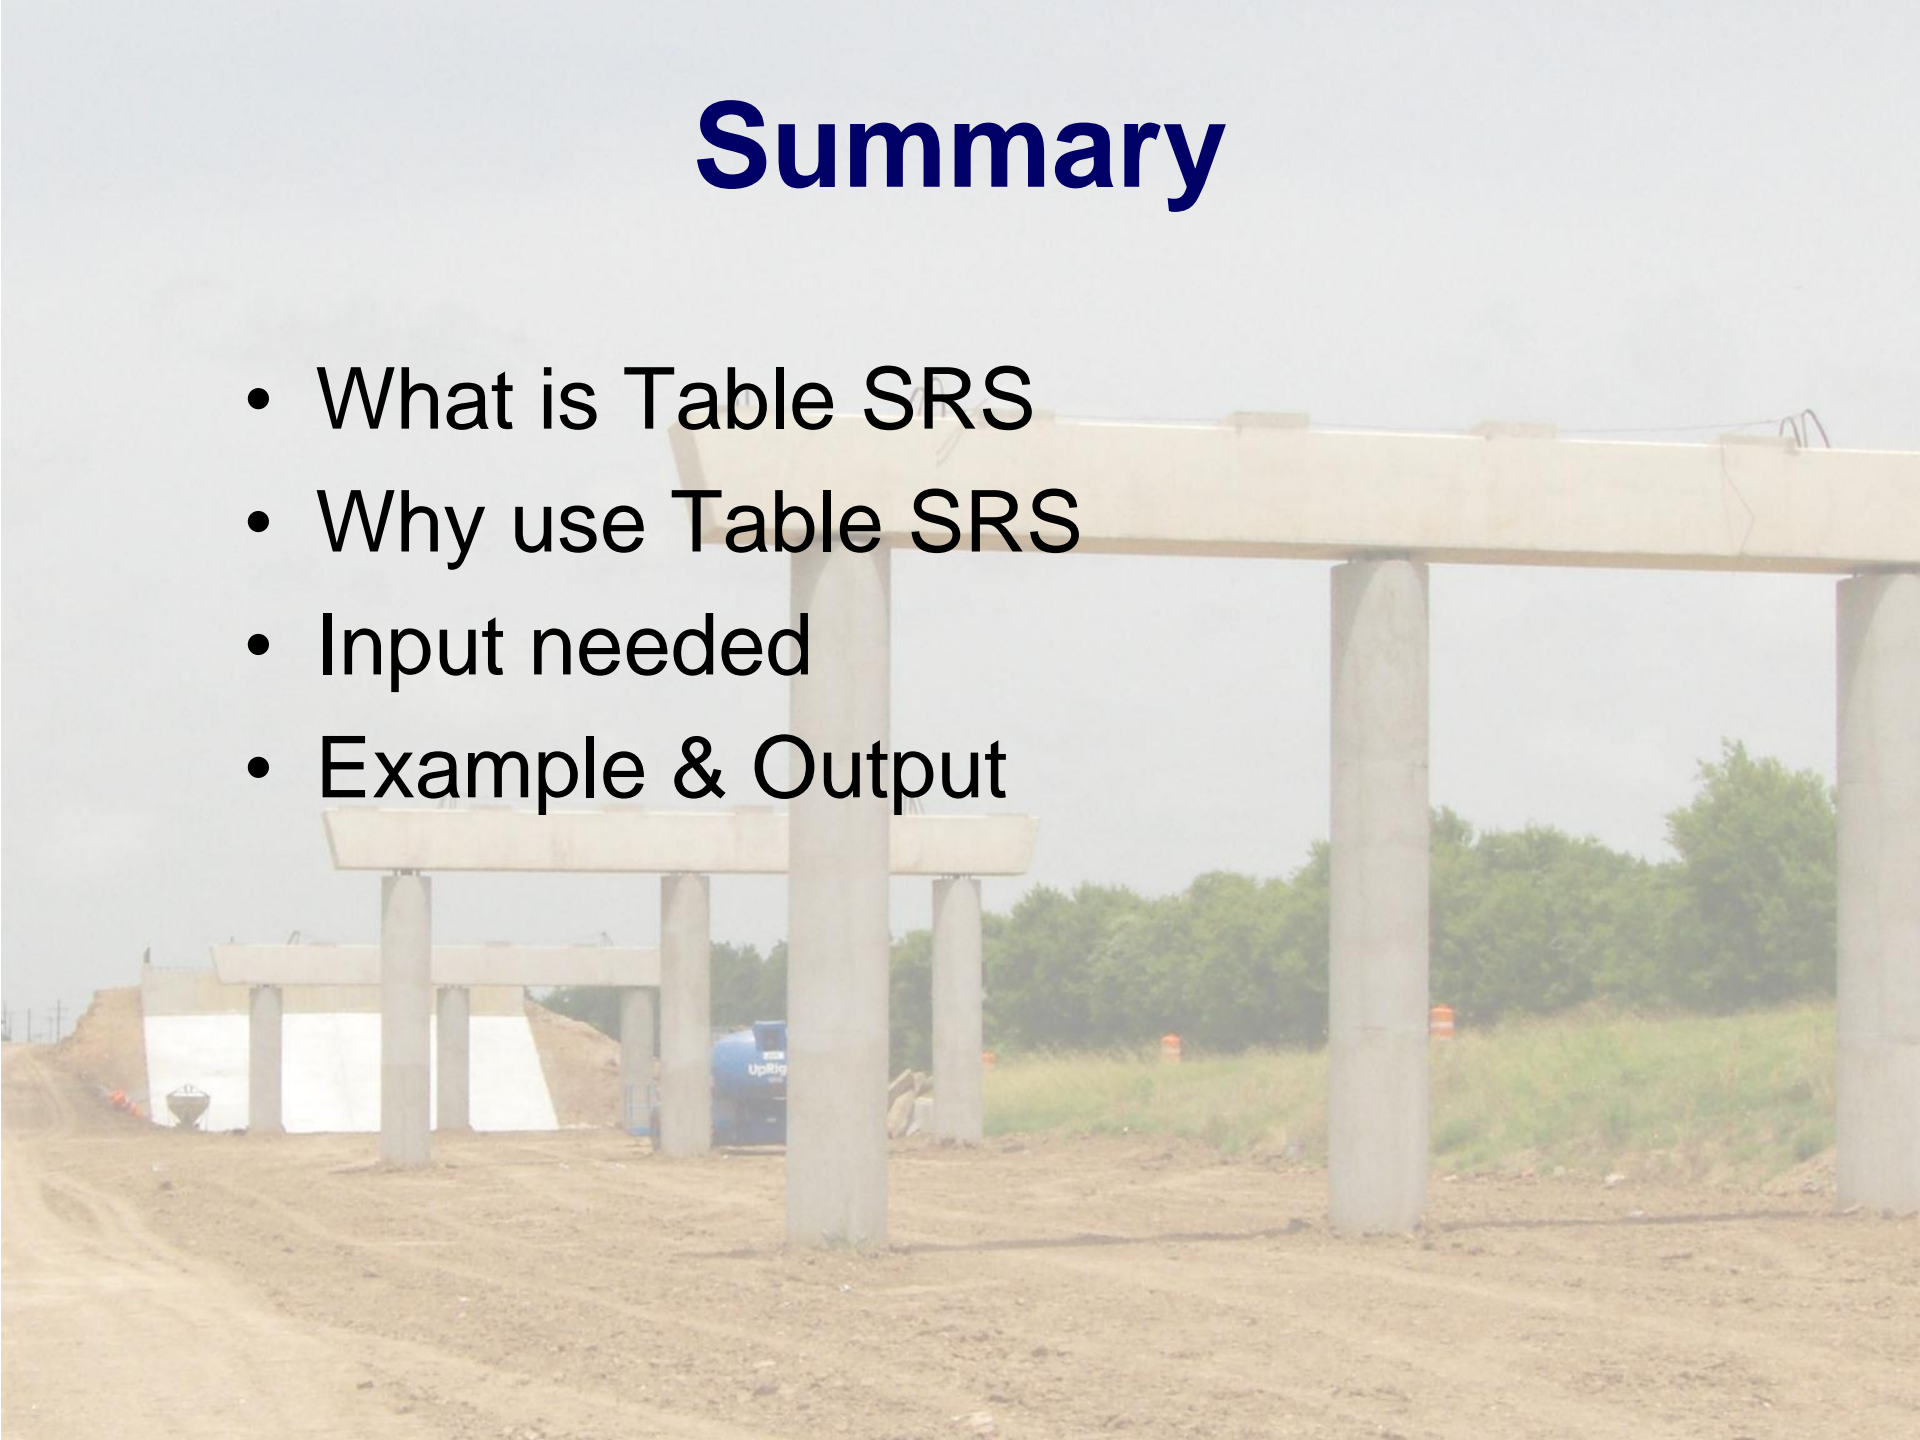 Summary
• What is Table SRS
• Why use Table SRS
• Input needed
• Example & Output